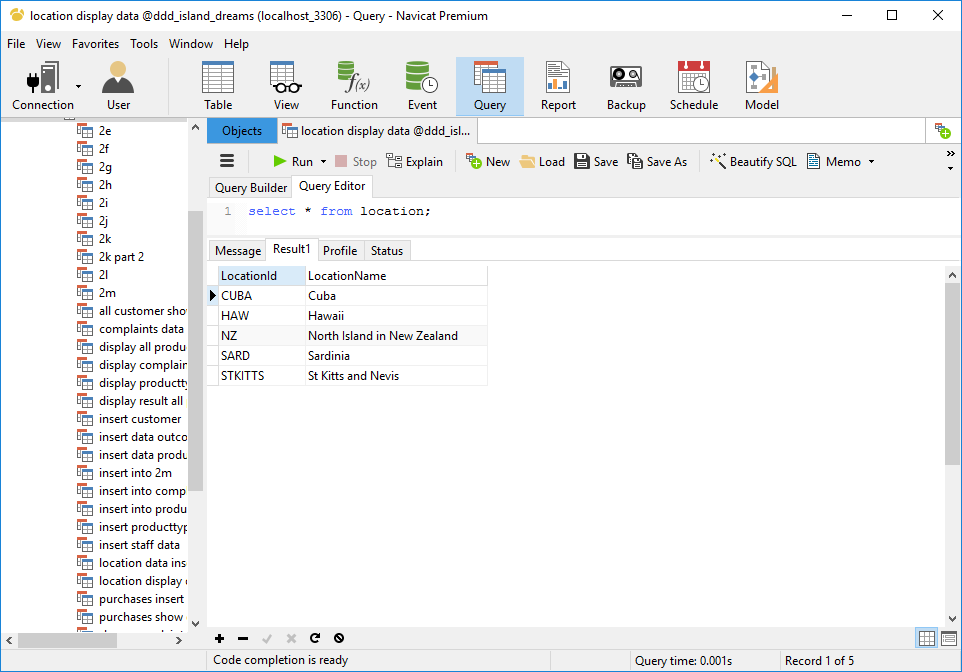 location display data @ddd_island_dreams (localhost_3306) - Query - Navicat Premium
File View Favorites Tools Window Help
Connection User Table View Function Event Query Report Backup Schedule Model
f(x)
Objects location display data @ddd_isl...
Run Stop Explain New Load Save Save As Beautify SQL Memo
Query Builder Query Editor
1 select * from location;
Message Result1 Profile Status
LocationId LocationName
CUBA Cuba
HAW Hawaii
NZ North Island in New Zealand
SARD Sardinia
STKITTS St Kitts and Nevis
2e
2f
2g
2h
2i
2j
2k
2k part 2
2l
2m
all customer sho
complaints data
display all produ
display complain
display productty
display result all
insert customer
insert data outco
insert data produ
insert into 2m
insert into comp
insert into produ
insert producttyp
insert staff data
location data ins
location display
purchases insert
purchases show
Code completion is ready Query time: 0.001s Record 1 of 5